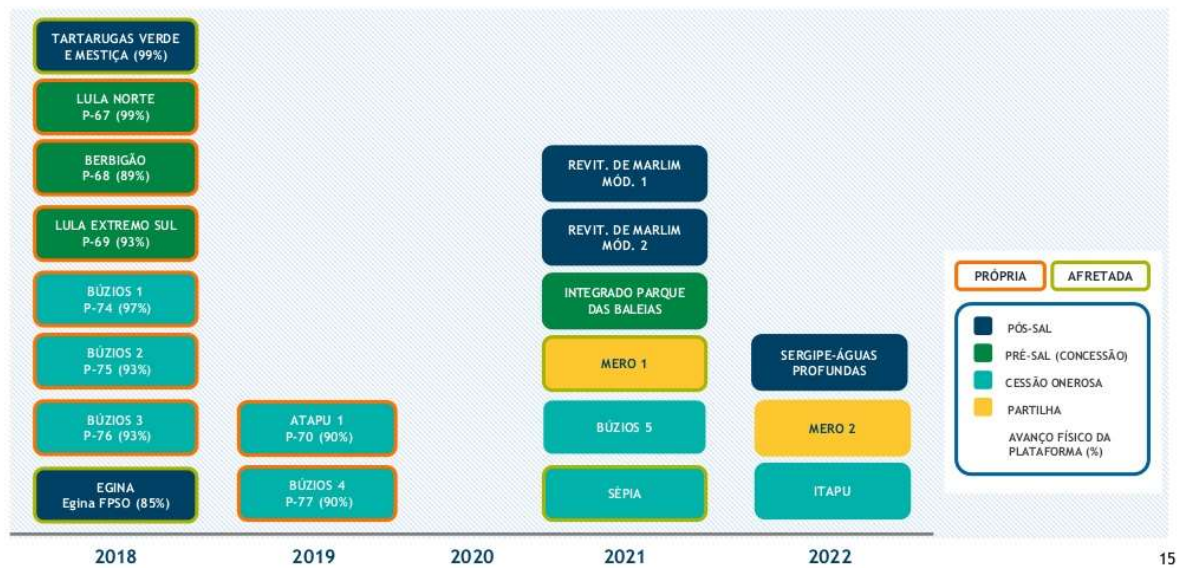 TARTARUGAS VERDE
E MESTIÇA (99%)
LULA NORTE
P-67 (99%)
BERBIGÃO
P-68 (89%)
LULA EXTREMO SUL
P-69 (93%)
BÚZIOS 1
P-74 (97%)
BÚZIOS 2
P-75 (93%)
BÚZIOS 3
P-76 (93%)
EGINA
Egina FPSO (85%)
ATAPU 1
P-70 (90%)
BÚZIOS 4
P-77 (90%)
REVIT. DE MARLIM
MÓD. 1
REVIT. DE MARLIM
MÓD. 2
INTEGRADO PARQUE
DAS BALEIAS
MERO 1
BÚZIOS 5
SÉPIA
SERGIPE-ÁGUAS
PROFUNDAS
MERO 2
ITAPU
PRÓPRIA
AFRETADA
PÓS-SAL
PRÉ-SAL (CONCESSÃO)
CESSÃO ONEROSA
PARTILHA
AVANÇO FÍSICO DA
PLATAFORMA (%)
2018
2019
2020
2021
2022
15